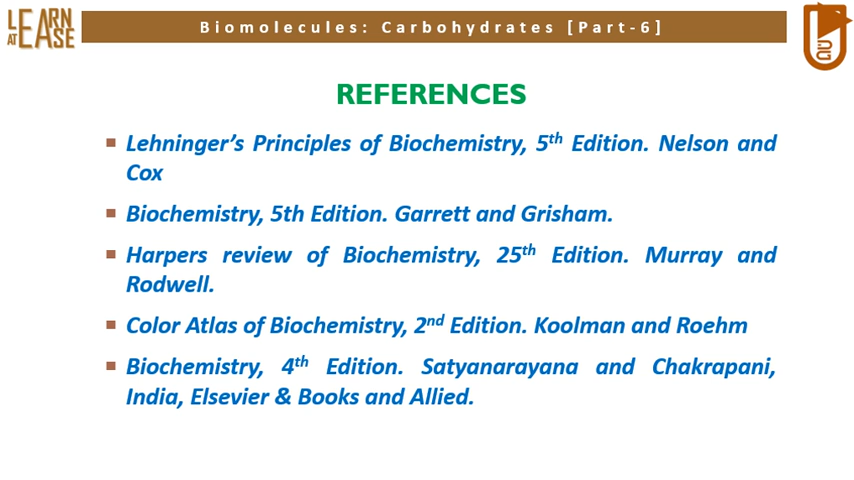 LEARN
AT EASE
Biomolecules: Carbohydrates [Part-6]
REFERENCES
Lehninger’s Principles of Biochemistry, 5th Edition. Nelson and
Cox
Biochemistry, 5th Edition. Garrett and Grisham.
Harpers review of Biochemistry, 25th Edition. Murray and
Rodwell.
Color Atlas of Biochemistry, 2nd Edition. Koolman and Roehm
Biochemistry, 4th Edition. Satyanarayana and Chakrapani,
India, Elsevier & Books and Allied.